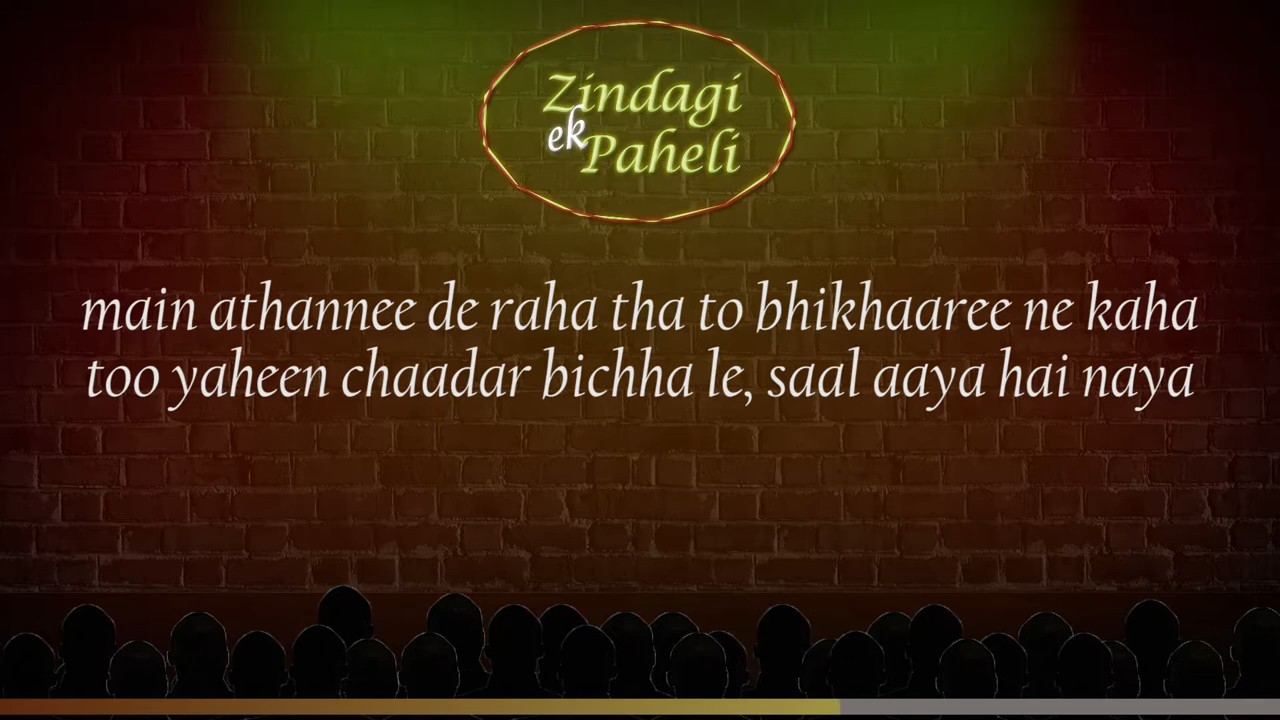 Zindagi
ek
Paheli
main athannee de raha tha to bhikhaaree ne kaha
too yaheen chaadar bichha le, saal aaya hai naya